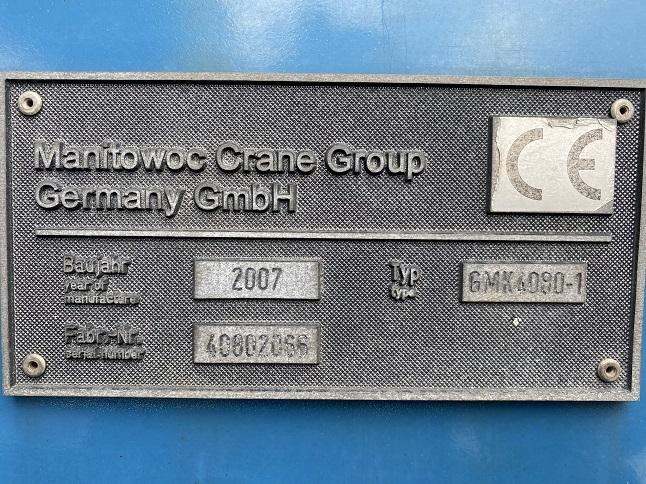 Manitowoc Crane Group
Germany GmbH
CE
Baujahr
year of
manufacture
2007
Typ
type
GMK4080-1
Fabr.-Nr.
serial-number
40802066